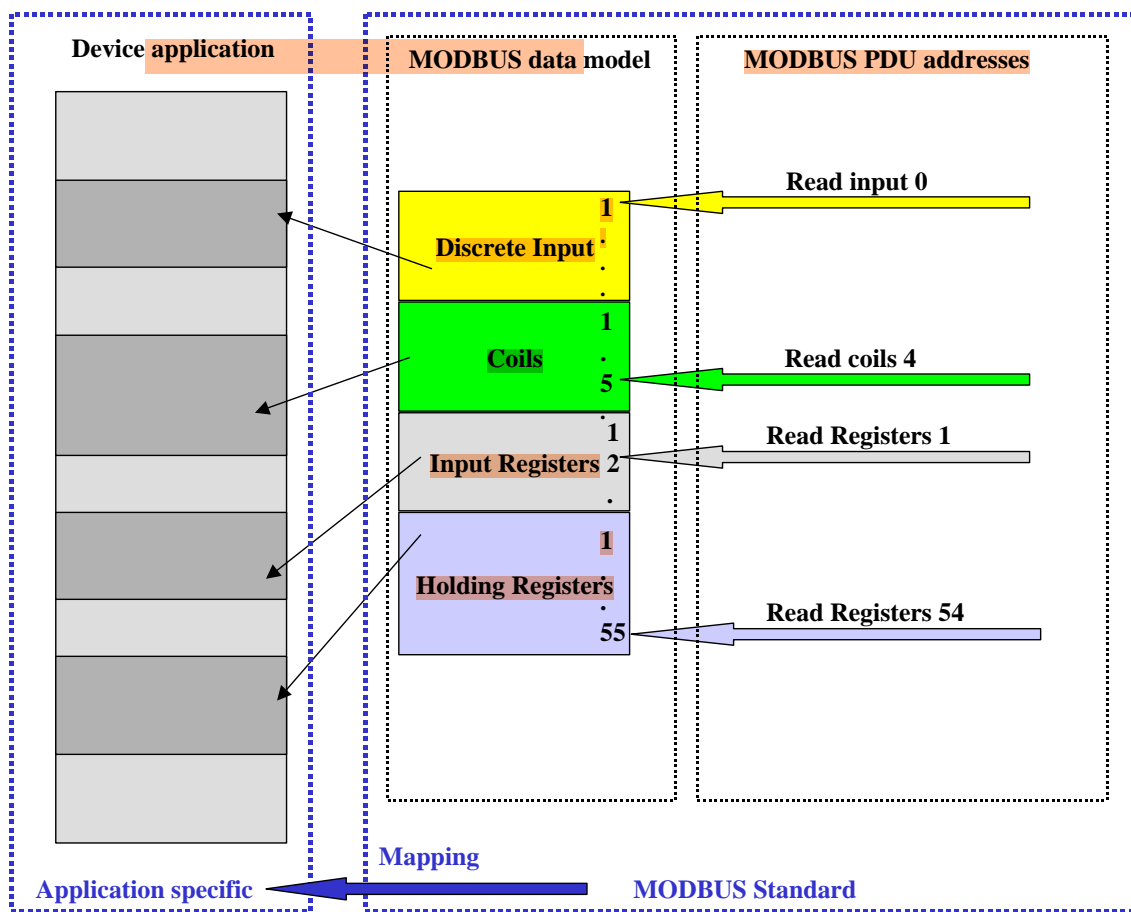 Device application
MODBUS data model
MODBUS PDU addresses
Read input 0
1
.
Discrete Input
.
.
1
.
Coils
5
.
Read coils 4
1
Input Registers 2
.
Read Registers 1
1
.
Holding Registers
.
55
Read Registers 54
Mapping
Application specific
MODBUS Standard